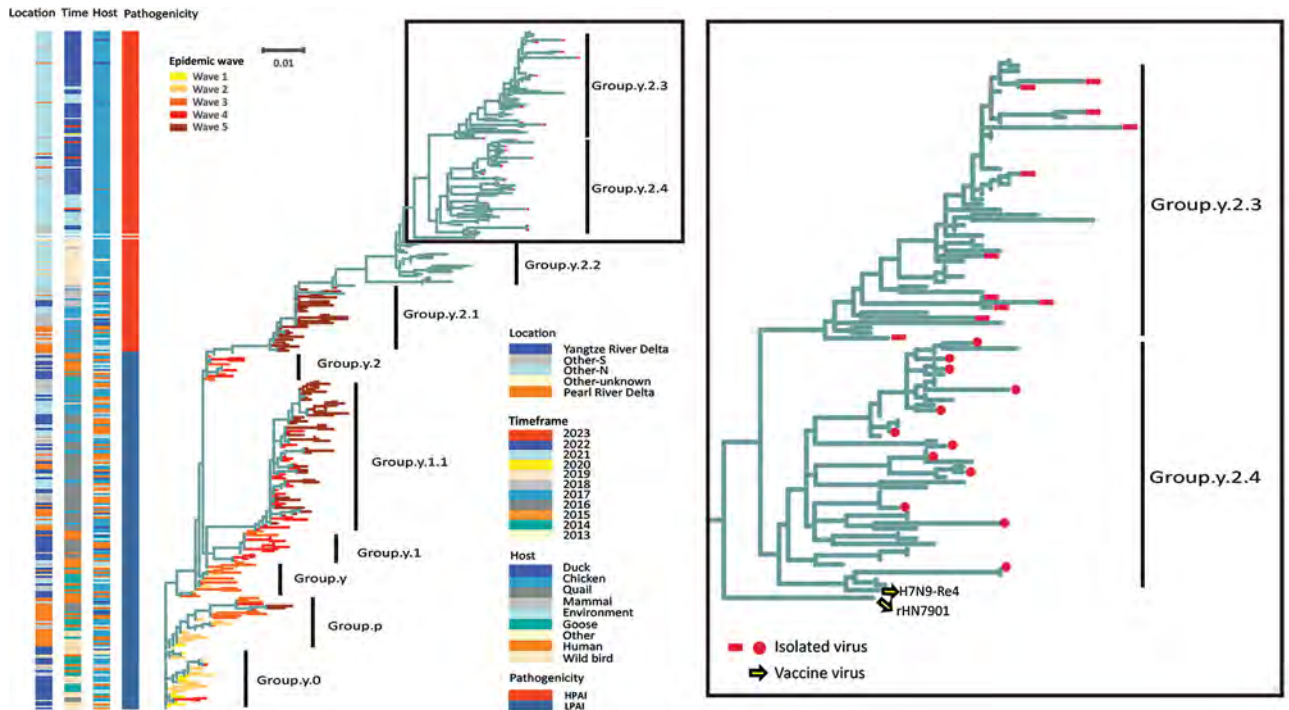 Location Time Host Pathogenicity
Epidemic wave
Wave 1
Wave 2
Wave 3
Wave 4
Wave 5
0.01
Group.y.2.3
Group.y.2.4
Group.y.2.2
Group.y.2.1
Group.y.2
Group.y.1.1
Group.y.1
Group.y
Group.p
Group.y.0
Location
Yangtze River Delta
Other-S
Other-N
Other-unknown
Pearl River Delta
Timeframe
2023
2022
2021
2020
2019
2018
2017
2016
2015
2014
2013
Host
Duck
Chicken
Quail
Mammal
Environment
Goose
Other
Human
Wild bird
Pathogenicity
HPAI
LPAI
Group.y.2.3
Group.y.2.4
H7N9-Re4
rHN7901
Isolated virus
Vaccine virus